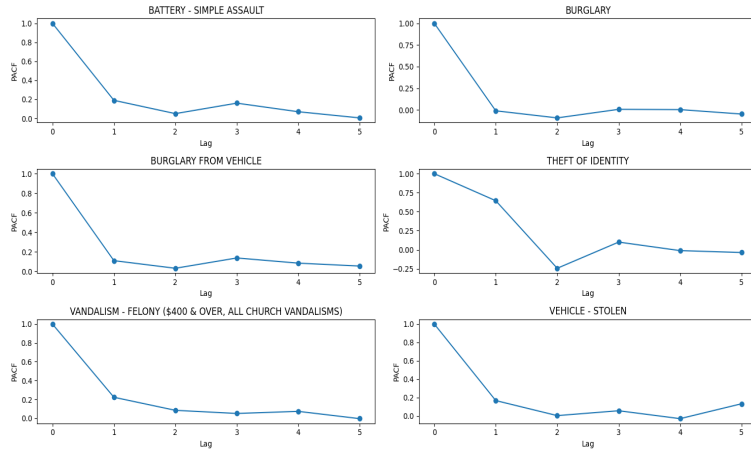 BATTERY - SIMPLE ASSAULT
1.0
0.8
0.6
0.4
0.2
0.0
PACF
0 1 2 3 4 5
Lag
BURGLARY
1.00
0.75
0.50
0.25
0.00
PACF
0 1 2 3 4 5
Lag
BURGLARY FROM VEHICLE
1.0
0.8
0.6
0.4
0.2
0.0
PACF
0 1 2 3 4 5
Lag
THEFT OF IDENTITY
1.00
0.75
0.50
0.25
0.00
−0.25
PACF
0 1 2 3 4 5
Lag
VANDALISM - FELONY ($400 & OVER, ALL CHURCH VANDALISMS)
1.0
0.8
0.6
0.4
0.2
0.0
PACF
0 1 2 3 4 5
Lag
VEHICLE - STOLEN
1.0
0.8
0.6
0.4
0.2
0.0
PACF
0 1 2 3 4 5
Lag